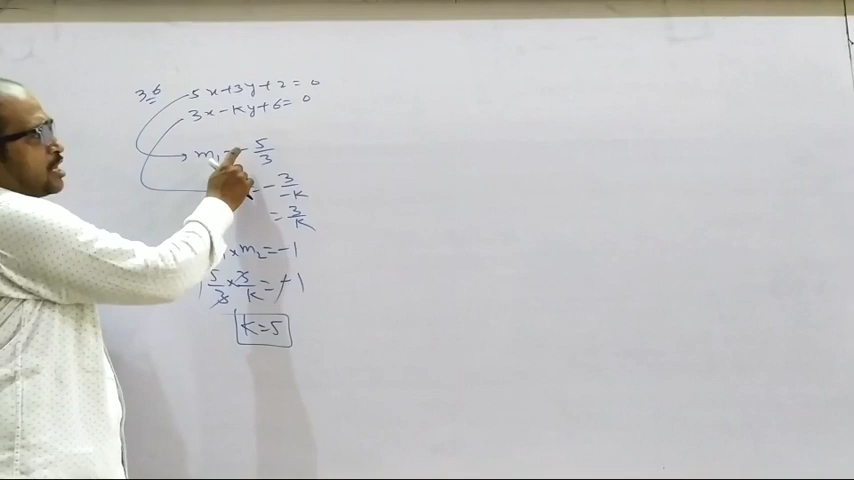 36
5x+3y+2=0
3x-ky+6=0
m₁ = -5/3
= -3/-k
= 3/k
× m₂ = -1
5/3 × 3/k = +1
k=5